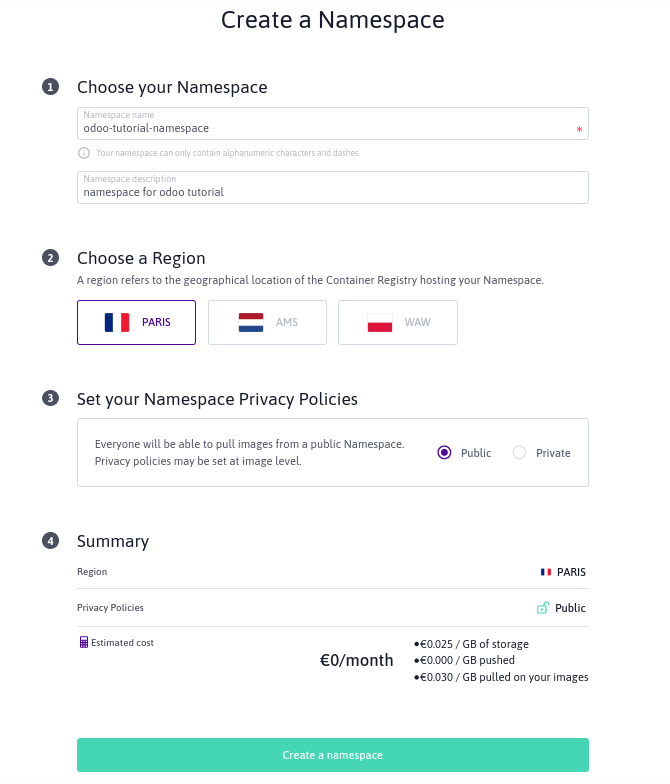 Create a Namespace
1 Choose your Namespace
Namespace name
odoo-tutorial-namespace *
Your namespace can only contain alphanumeric characters and dashes.
Namespace description
namespace for odoo tutorial
2 Choose a Region
A region refers to the geographical location of the Container Registry hosting your Namespace.
PARIS AMS WAW
3 Set your Namespace Privacy Policies
Everyone will be able to pull images from a public Namespace.
Privacy policies may be set at image level.
Public Private
4 Summary
Region PARIS
Privacy Policies Public
Estimated cost
€0/month
●€0.025 / GB of storage
●€0.000 / GB pushed
●€0.030 / GB pulled on your images
Create a namespace